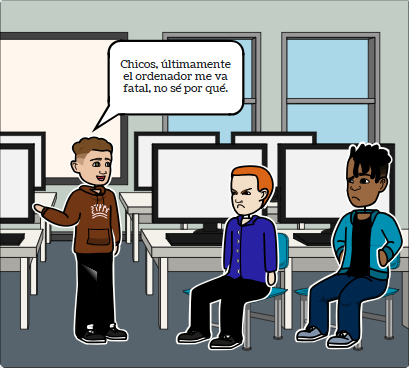 Chicos, últimamente
el ordenador me va
fatal, no sé por qué.